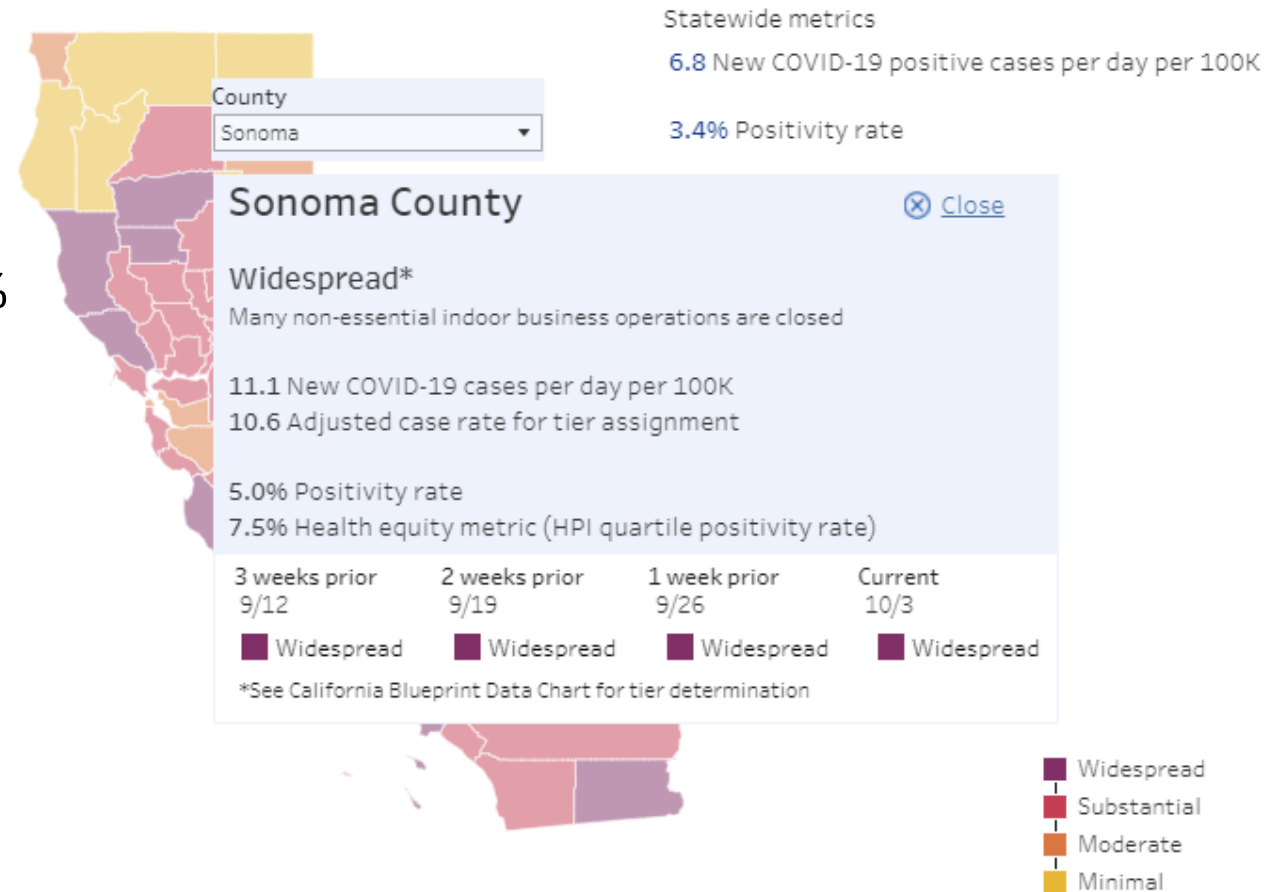 Statewide metrics
6.8 New COVID-19 positive cases per day per 100K
3.4% Positivity rate
County
Sonoma
Sonoma County
Close
%
Widespread*
Many non-essential indoor business operations are closed
11.1 New COVID-19 cases per day per 100K
10.6 Adjusted case rate for tier assignment
5.0% Positivity rate
7.5% Health equity metric (HPI quartile positivity rate)
3 weeks prior 2 weeks prior 1 week prior Current
9/12 9/19 9/26 10/3
Widespread Widespread Widespread Widespread
*See California Blueprint Data Chart for tier determination
Widespread
Substantial
Moderate
Minimal